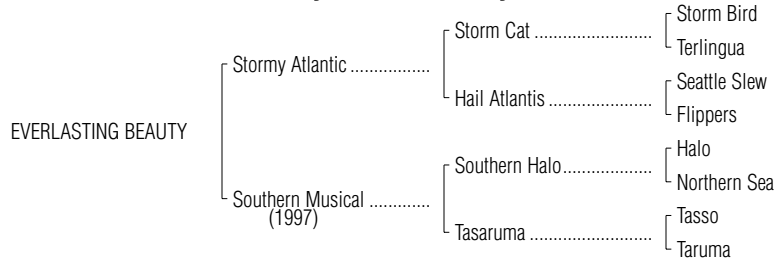 Storm Bird
Storm Cat ........................
Terlingua
Stormy Atlantic .................
Seattle Slew
Hail Atlantis .....................
Flippers
EVERLASTING BEAUTY
Halo
Southern Halo..................
Northern Sea
Southern Musical ............
(1997)
Tasso
Tasaruma .........................
Taruma